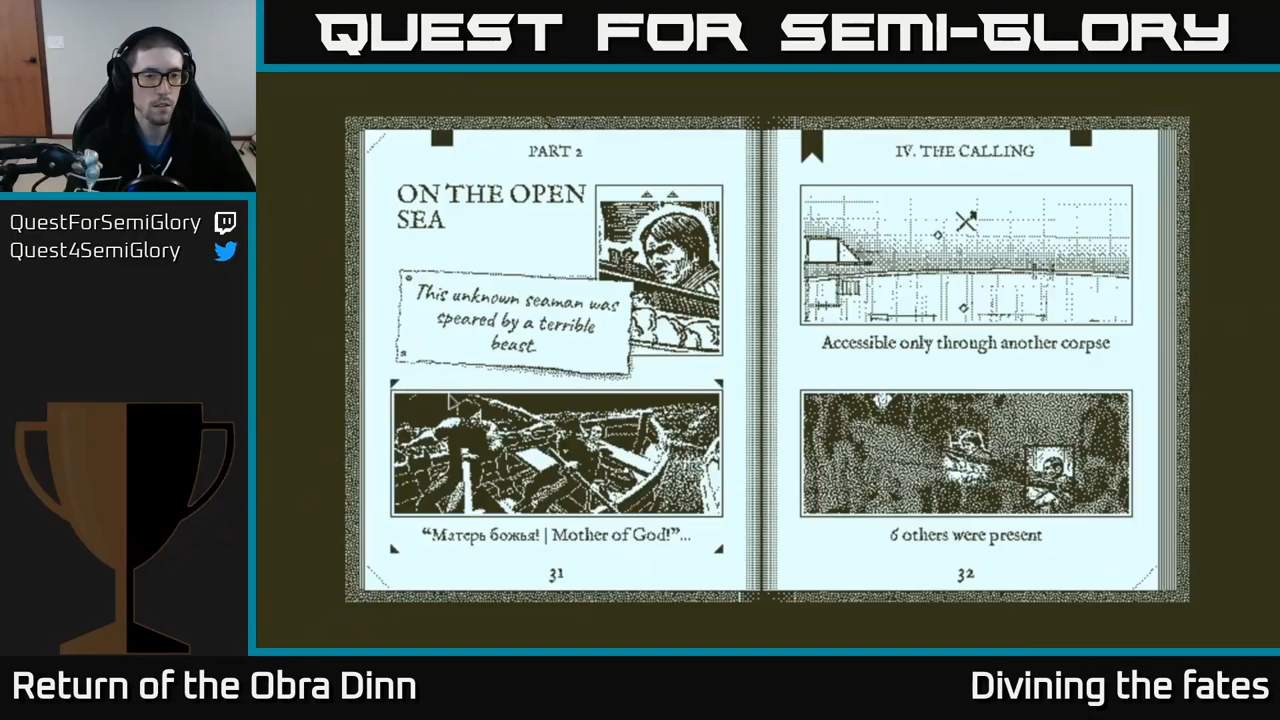 QUEST FOR SEMI-GLORY
QuestForSemiGlory
Quest4SemiGlory
PART 2
ON THE OPEN
SEA
This unknown seaman was
speared by a terrible
beast.
“Матерь божья! | Mother of God!”...
31
IV. THE CALLING
Accessible only through another corpse
6 others were present
32
Return of the Obra Dinn
Divining the fates